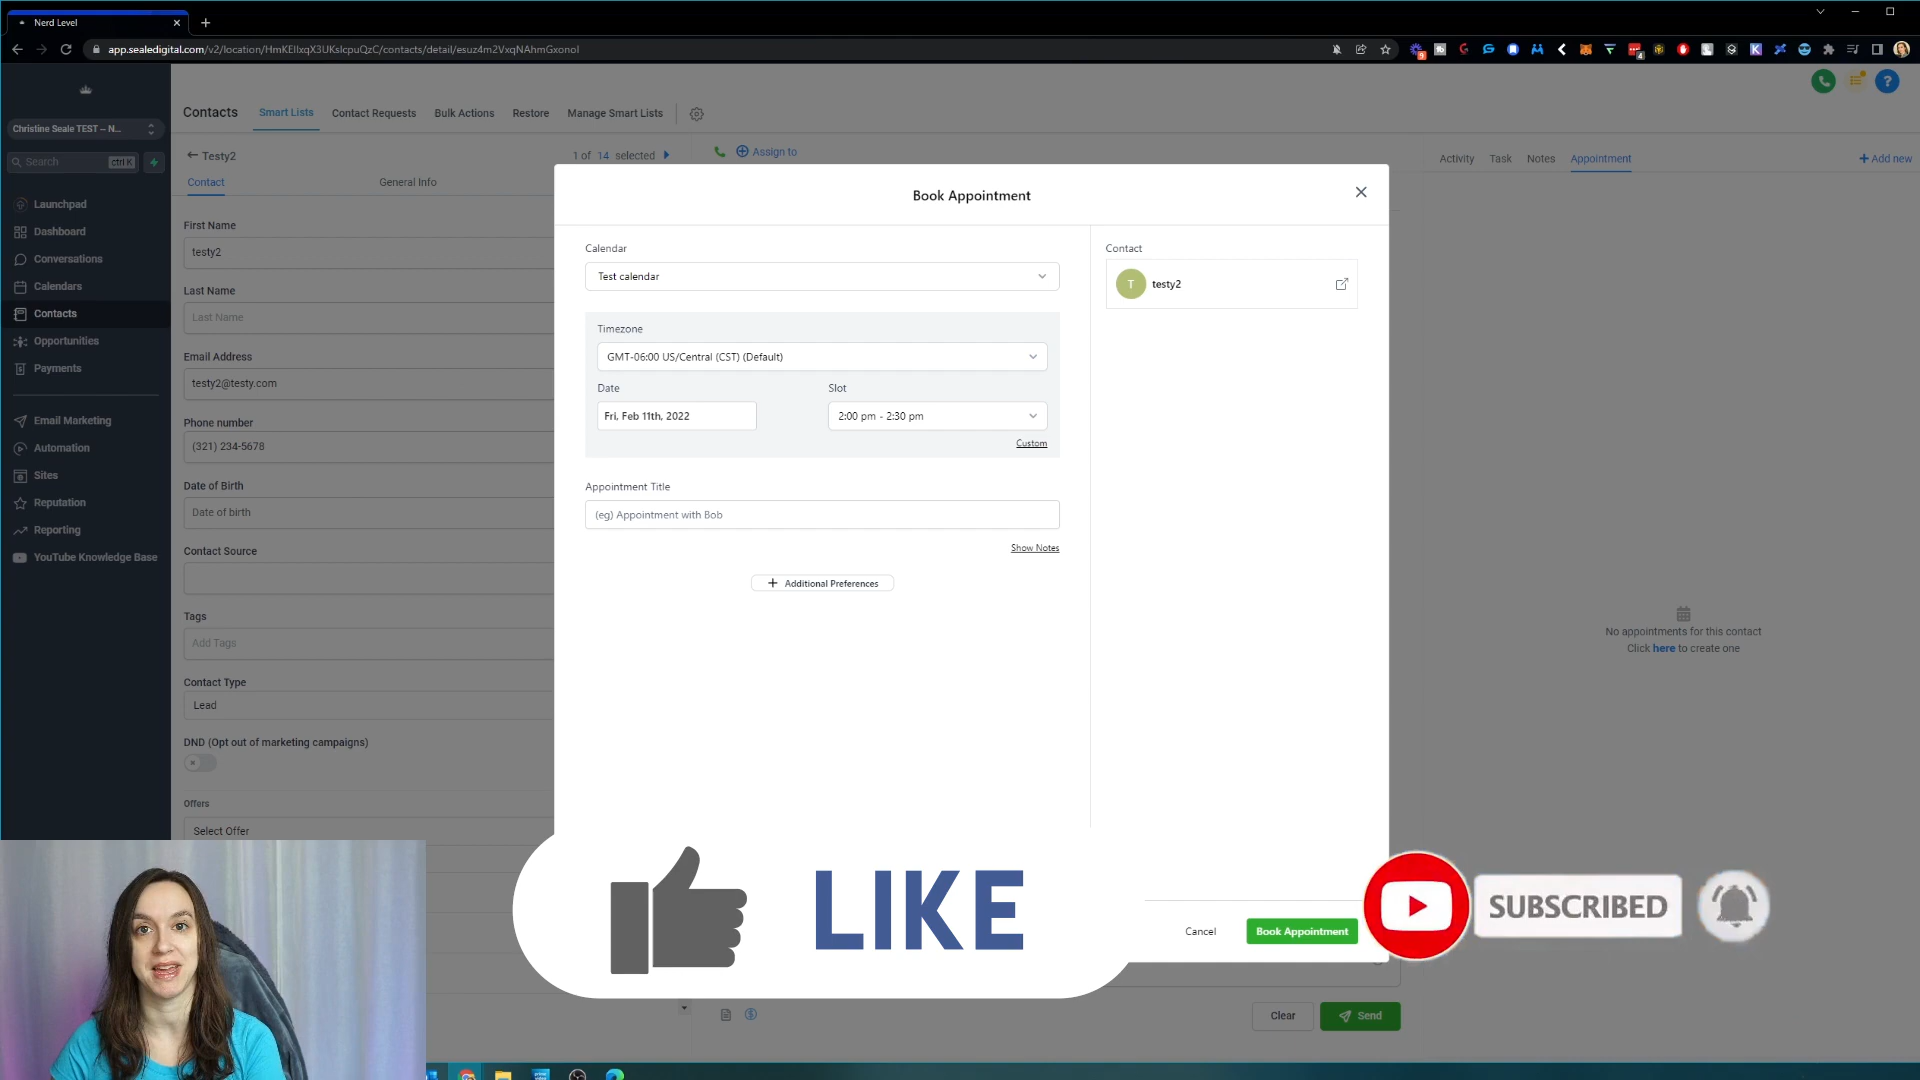 Nerd Level
app.sealedigital.com/v2/location/HmKEIlxqX3UKslcpuQzC/contacts/detail/esuz4m2VxqNAhmGxonol
Contacts
Smart Lists
Contact Requests
Bulk Actions
Restore
Manage Smart Lists
Christine Seale TEST – N...
Search
ctrl K
Launchpad
Dashboard
Conversations
Calendars
Contacts
Opportunities
Payments
Email Marketing
Automation
Sites
Reputation
Reporting
YouTube Knowledge Base
Testy2
1 of 14 selected
Contact
General Info
First Name
testy2
Last Name
Last Name
Email Address
testy2@testy.com
Phone number
(321) 234-5678
Date of Birth
Date of birth
Contact Source
Tags
Add Tags
Contact Type
Lead
DND (Opt out of marketing campaigns)
Offers
Select Offer
Assign to
Book Appointment
Calendar
Test calendar
Timezone
GMT-06:00 US/Central (CST) (Default)
Date
Slot
Fri, Feb 11th, 2022
2:00 pm - 2:30 pm
Custom
Appointment Title
(eg) Appointment with Bob
Show Notes
+ Additional Preferences
Contact
T
testy2
Cancel
Book Appointment
Activity
Task
Notes
Appointment
+ Add new
No appointments for this contact
Click here to create one
LIKE
SUBSCRIBED
Clear
Send